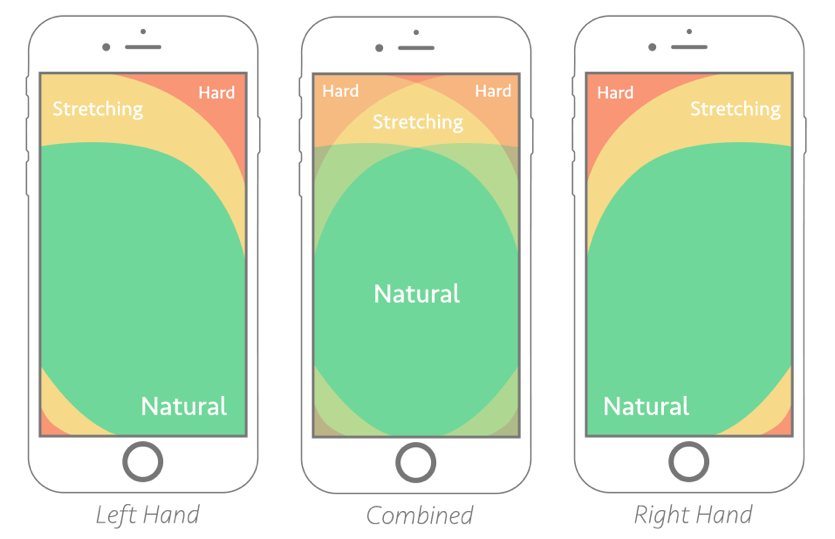 Stretching
Hard
Natural
Left Hand
Hard
Hard
Stretching
Natural
Combined
Hard
Stretching
Natural
Right Hand